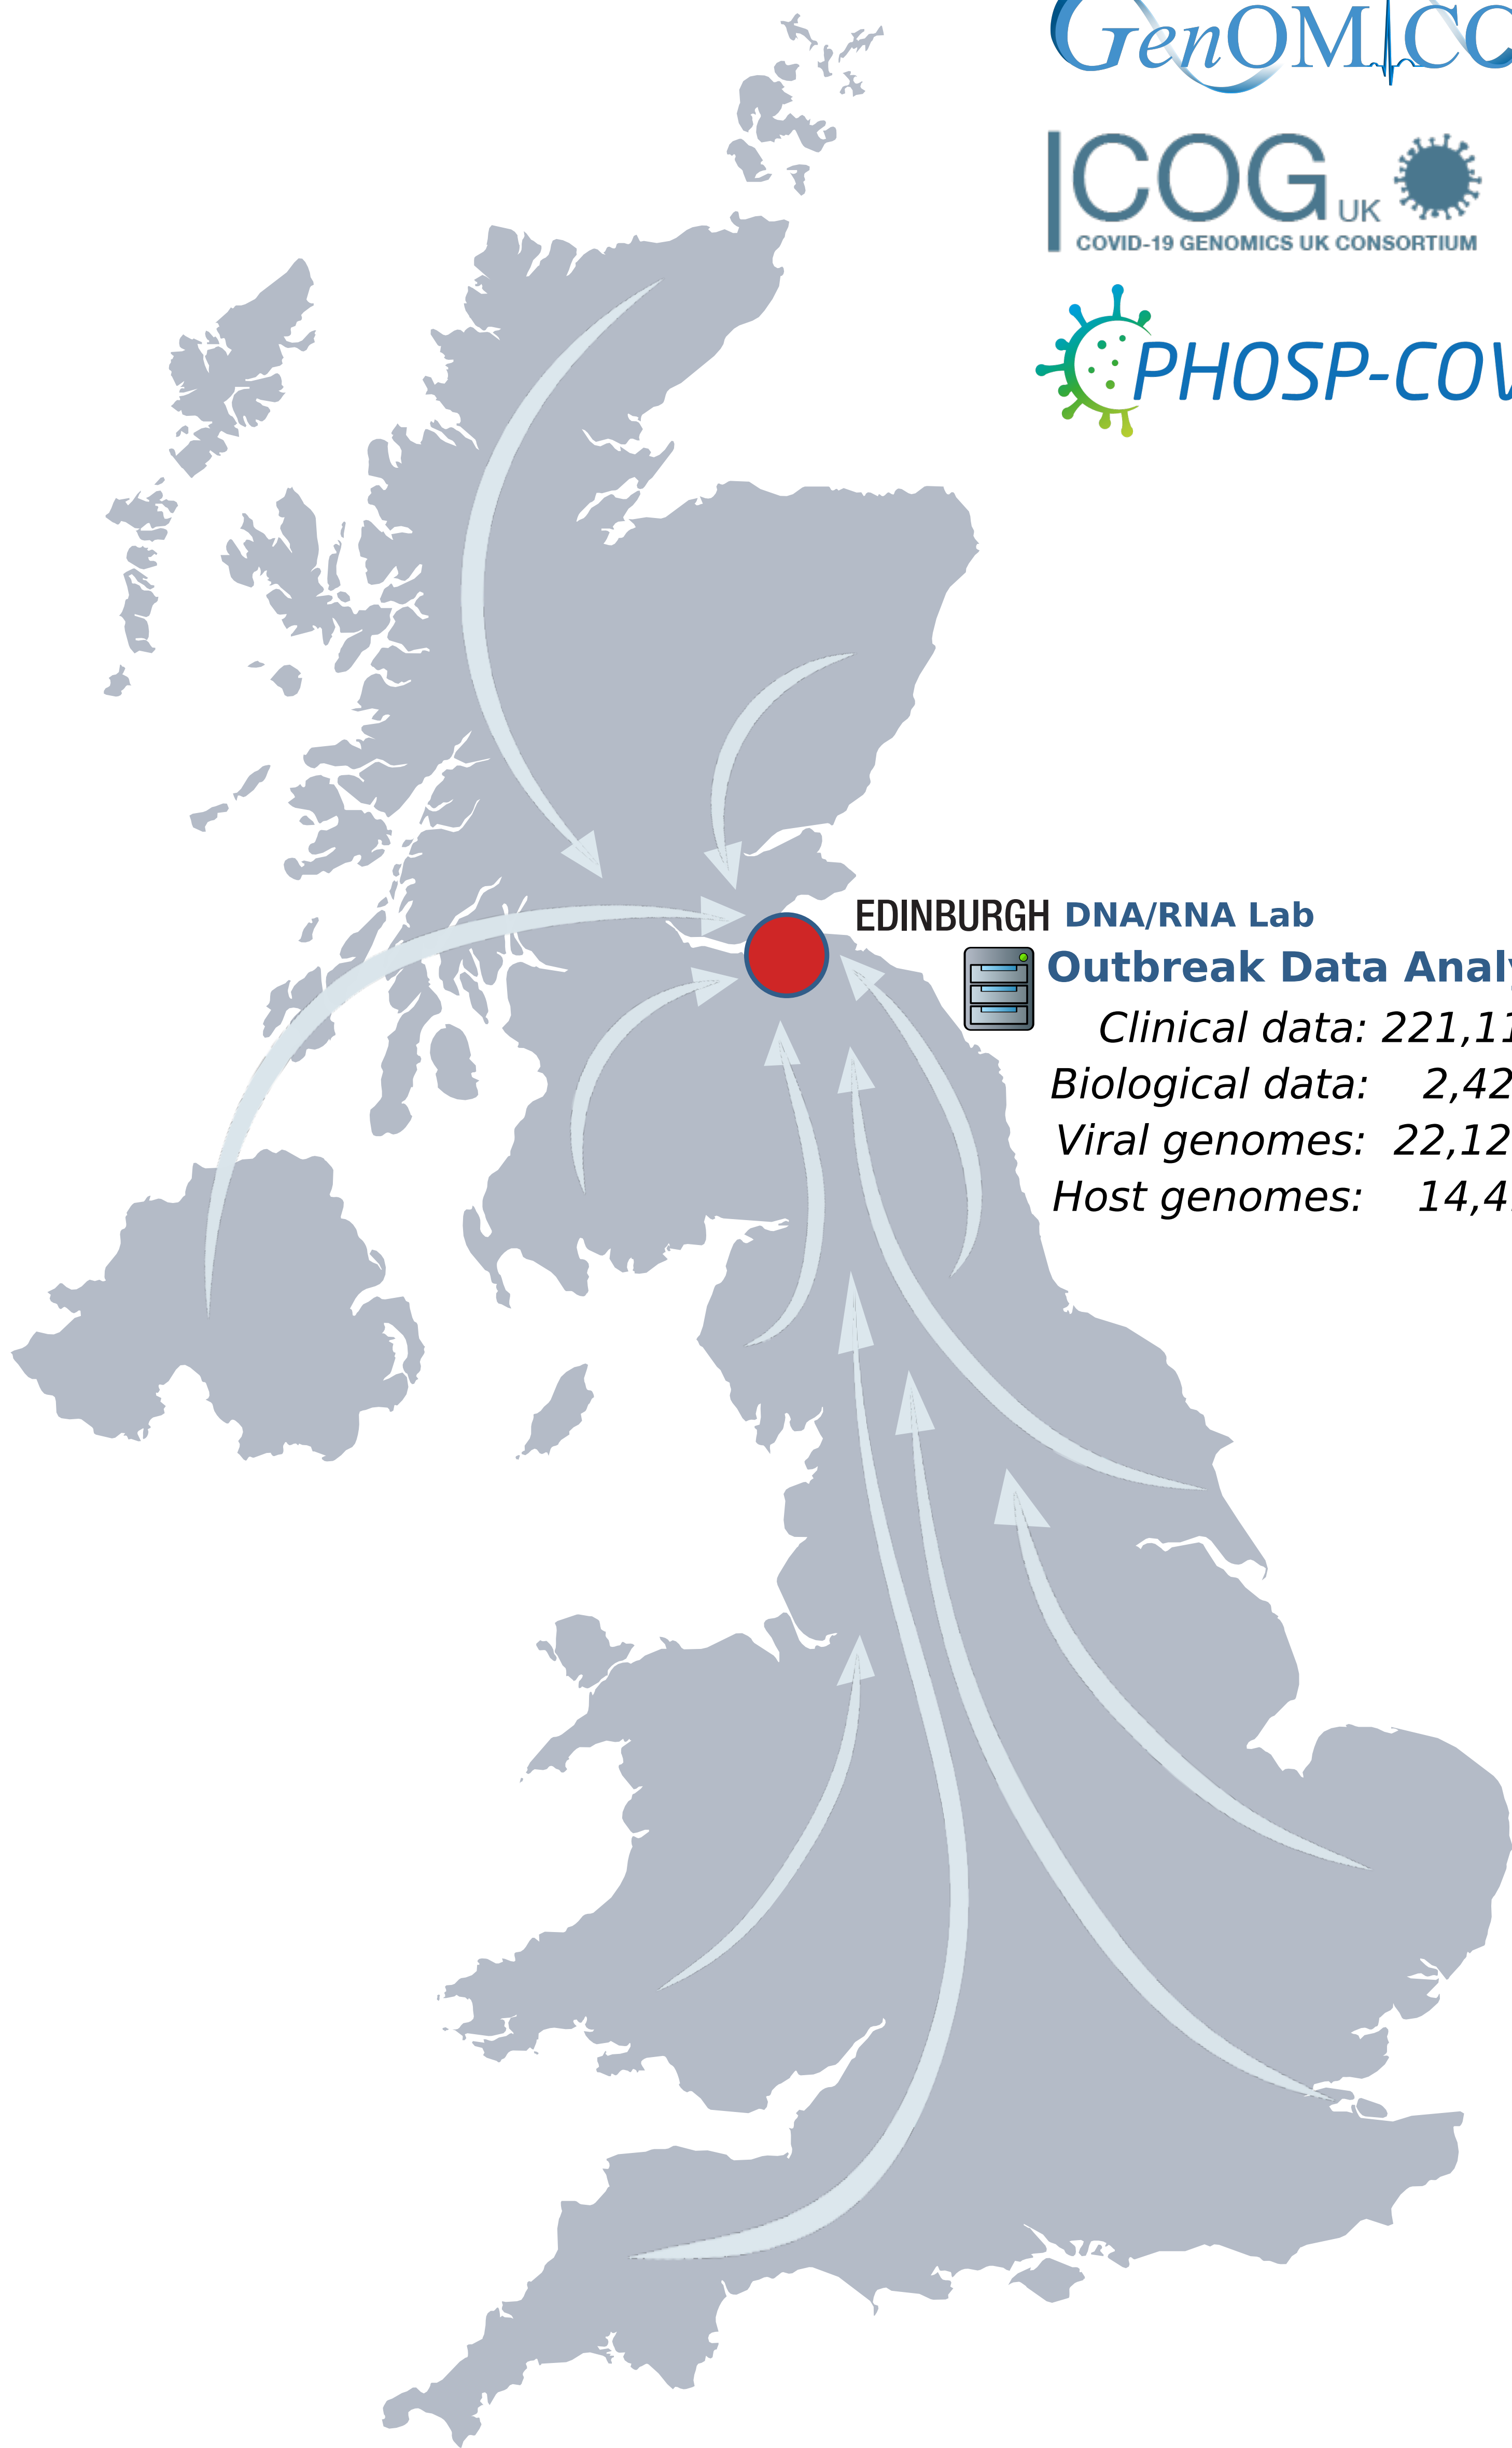 GenOMICC
COG UK
COVID-19 GENOMICS UK CONSORTIUM
PHOSP-COV
EDINBURGH DNA/RNA Lab
Outbreak Data Analy
Clinical data: 221,11
Biological data: 2,42
Viral genomes: 22,12
Host genomes: 14,4